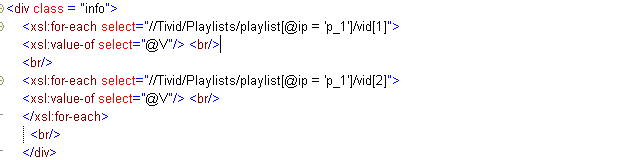 <div class = "info">
<xsl:for-each select="//Tivid/Playlists/playlist[@ip = 'p_1']/vid[1]">
<xsl:value-of select="@V"/> <br/>
<br/>
<xsl:for-each select="//Tivid/Playlists/playlist[@ip = 'p_1']/vid[2]">
<xsl:value-of select="@V"/> <br/>
</xsl:for-each>
<br/>
</div>